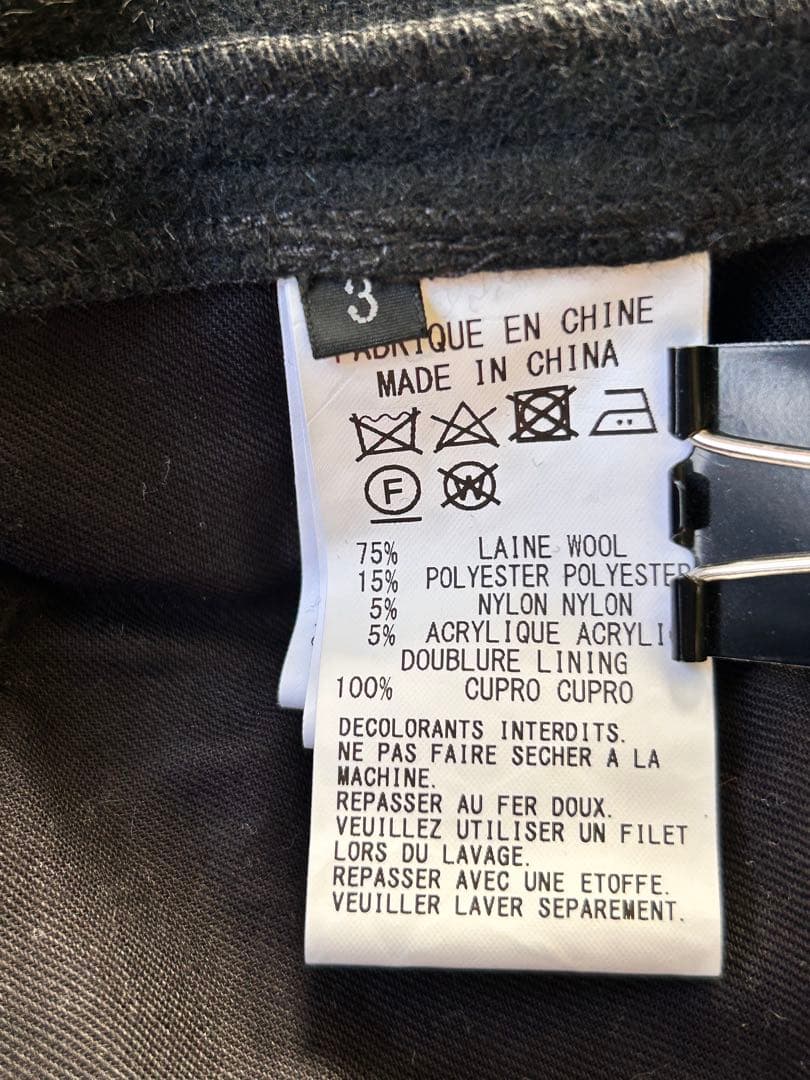 3
FABRIQUE EN CHINE
MADE IN CHINA
F W
75% LAINE WOOL
15% POLYESTER POLYESTER
5% NYLON NYLON
5% ACRYLIQUE ACRYLI
DOUBLURE LINING
100% CUPRO CUPRO
DECOLORANTS INTERDITS.
NE PAS FAIRE SECHER A LA
MACHINE.
REPASSER AU FER DOUX.
VEUILLEZ UTILISER UN FILET
LORS DU LAVAGE.
REPASSER AVEC UNE ETOFFE.
VEUILLER LAVER SEPAREMENT.